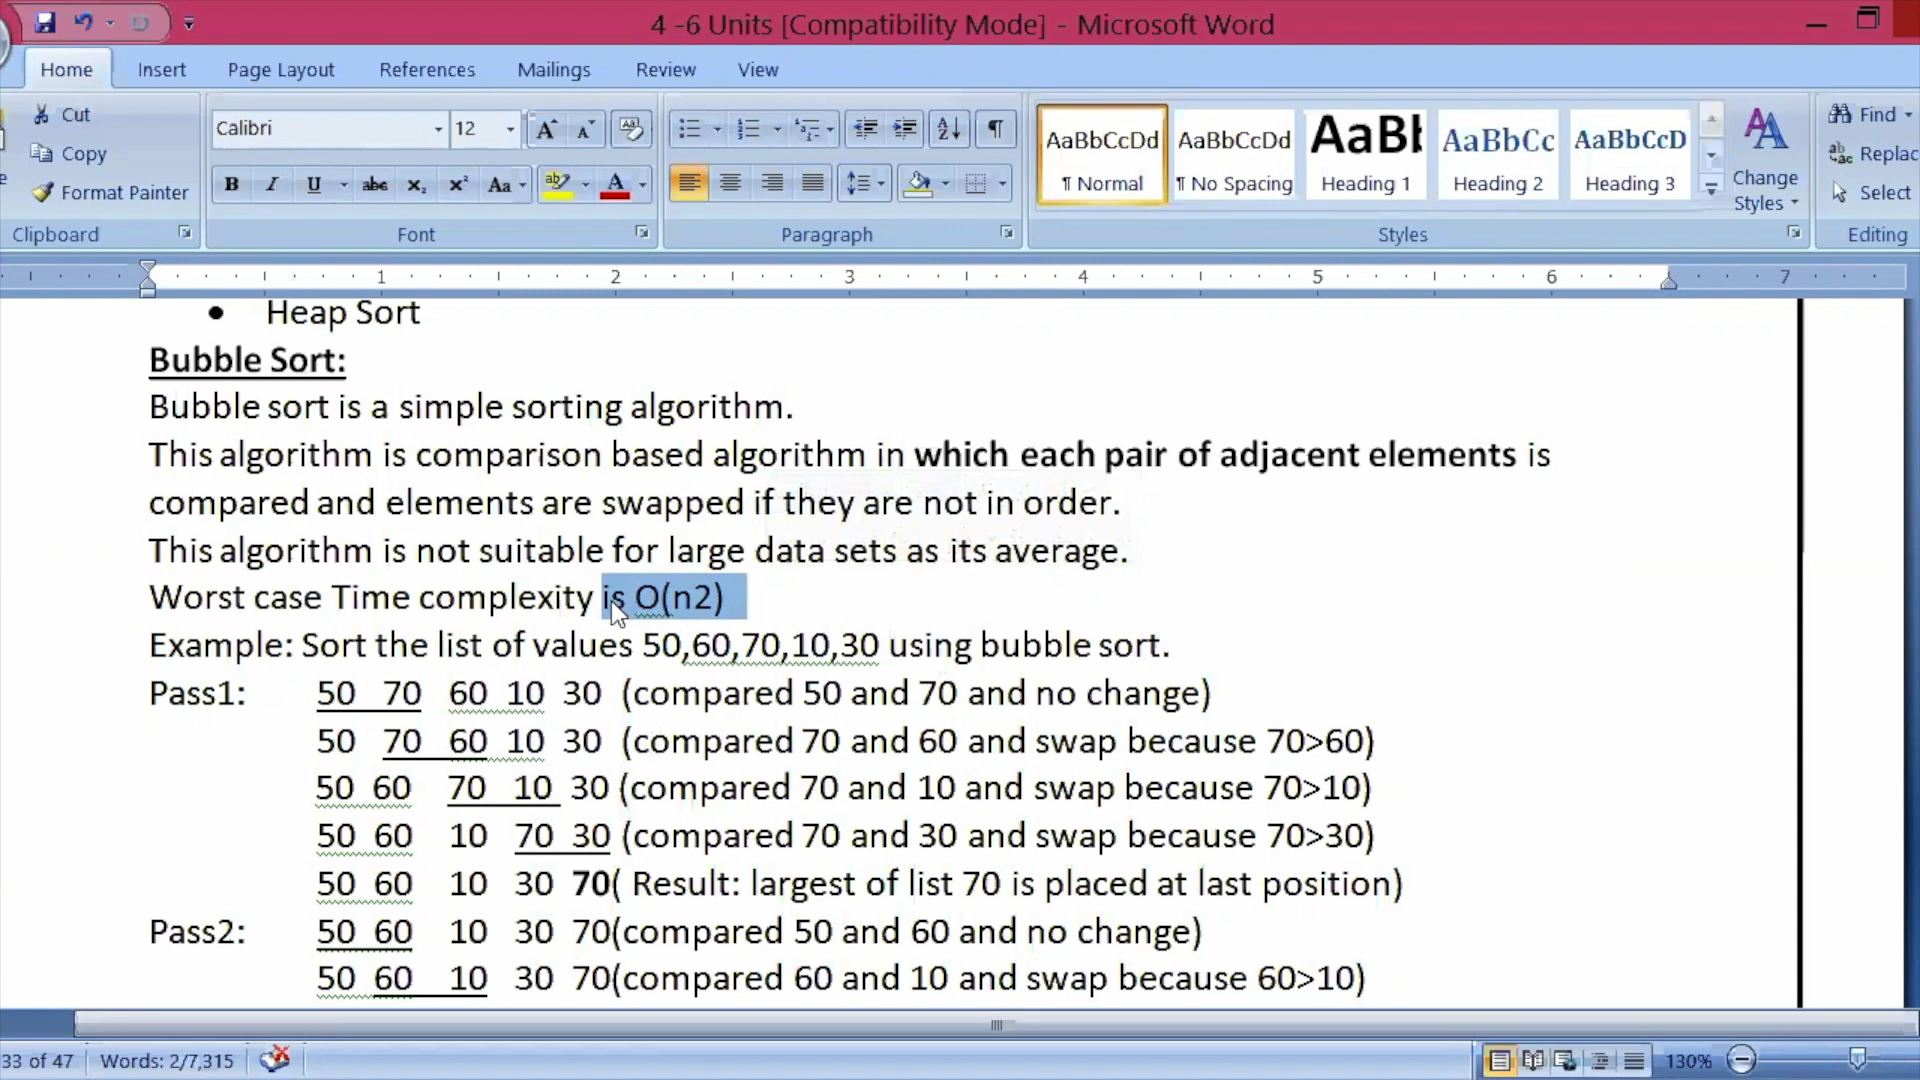 4 -6 Units [Compatibility Mode] - Microsoft Word
Home Insert Page Layout References Mailings Review View
Cut
Copy
Format Painter
Clipboard
Calibri 12
Font
Paragraph
AaBbCcDd AaBbCcDd AaBb AaBbCc AaBbCcD
¶ Normal ¶ No Spacing Heading 1 Heading 2 Heading 3
Change Styles
Styles
Find
Replac
Select
Editing
1 2 3 4 5 6 7
• Heap Sort
Bubble Sort:
Bubble sort is a simple sorting algorithm.
This algorithm is comparison based algorithm in which each pair of adjacent elements is
compared and elements are swapped if they are not in order.
This algorithm is not suitable for large data sets as its average.
Worst case Time complexity is O(n2)
Example: Sort the list of values 50,60,70,10,30 using bubble sort.
Pass1: 50 70 60 10 30 (compared 50 and 70 and no change)
50 70 60 10 30 (compared 70 and 60 and swap because 70>60)
50 60 70 10 30 (compared 70 and 10 and swap because 70>10)
50 60 10 70 30 (compared 70 and 30 and swap because 70>30)
50 60 10 30 70( Result: largest of list 70 is placed at last position)
Pass2: 50 60 10 30 70(compared 50 and 60 and no change)
50 60 10 30 70(compared 60 and 10 and swap because 60>10)
33 of 47 Words: 2/7,315 130%